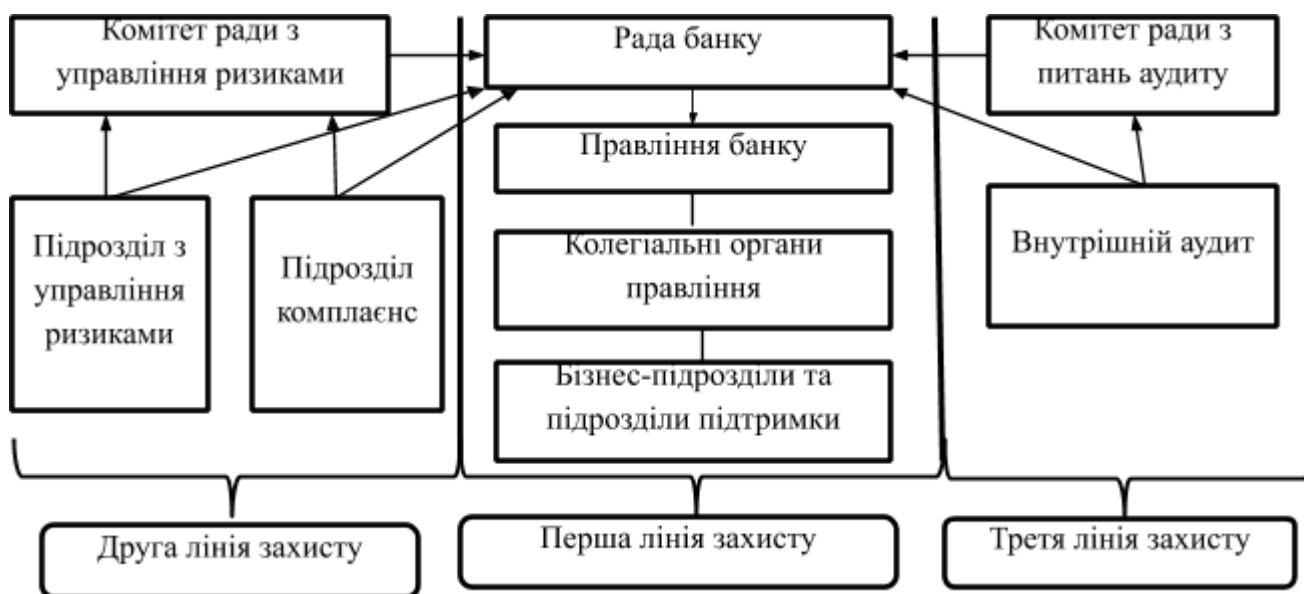 Комітет ради з
управління ризиками
Рада банку
Комітет ради з
питань аудиту
Правління банку
Підрозділ з
управління
ризиками
Підрозділ
комплаєнс
Колегіальні органи
правління
Внутрішній аудит
Бізнес-підрозділи та
підрозділи підтримки
Друга лінія захисту
Перша лінія захисту
Третя лінія захисту